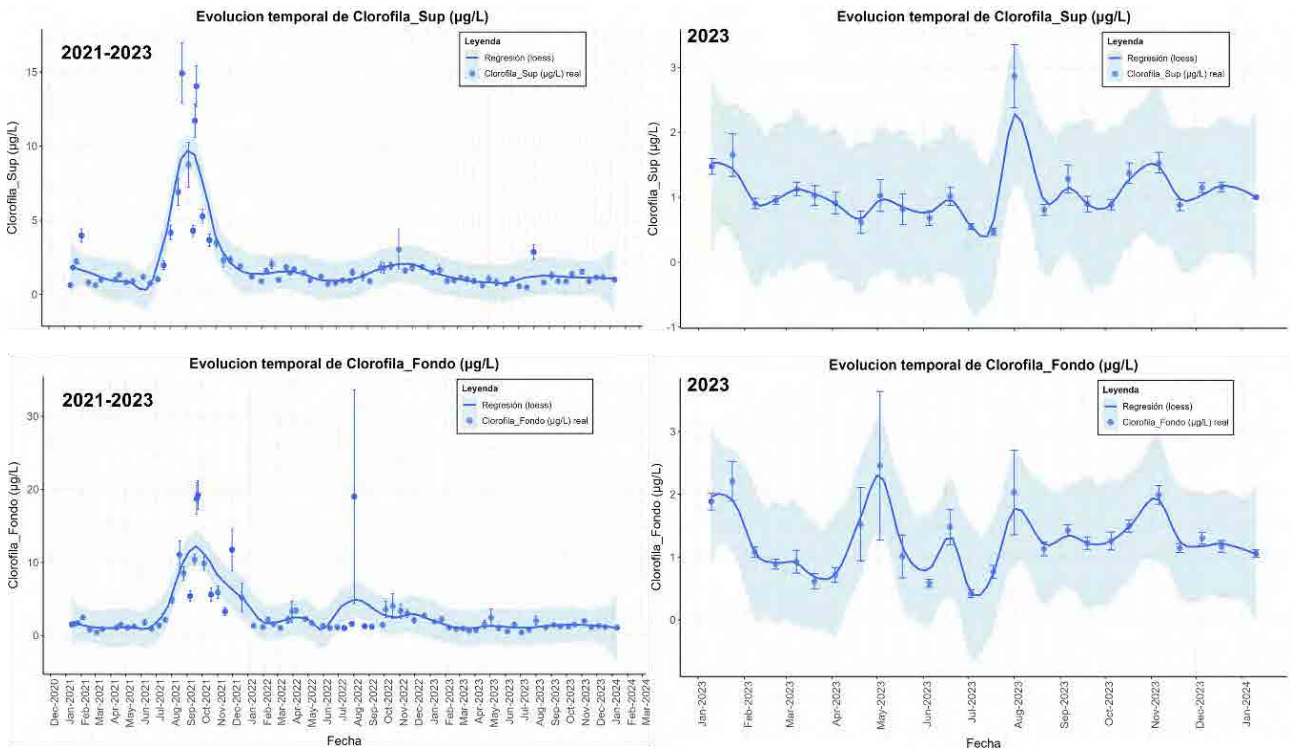 Evolucion temporal de Clorofila_Sup (µg/L)
2021-2023
Leyenda
Regresión (loess)
Clorofila_Sup (µg/L) real
Clorofila_Sup (µg/L)
15
10
5
0
Evolucion temporal de Clorofila_Sup (µg/L)
2023
Leyenda
Regresión (loess)
Clorofila_Sup (µg/L) real
Clorofila_Sup (µg/L)
3
2
1
0
-1
Evolucion temporal de Clorofila_Fondo (µg/L)
2021-2023
Leyenda
Regresión (loess)
Clorofila_Fondo (µg/L) real
Clorofila_Fondo (µg/L)
30
20
10
0
Dec-2020
Jan-2021
Feb-2021
Mar-2021
Apr-2021
May-2021
Jun-2021
Jul-2021
Aug-2021
Sep-2021
Oct-2021
Nov-2021
Dec-2021
Jan-2022
Feb-2022
Mar-2022
Apr-2022
May-2022
Jun-2022
Jul-2022
Aug-2022
Sep-2022
Oct-2022
Nov-2022
Dec-2022
Jan-2023
Feb-2023
Mar-2023
Apr-2023
May-2023
Jun-2023
Jul-2023
Aug-2023
Sep-2023
Oct-2023
Nov-2023
Dec-2023
Jan-2024
Feb-2024
Mar-2024
Fecha
Evolucion temporal de Clorofila_Fondo (µg/L)
2023
Leyenda
Regresión (loess)
Clorofila_Fondo (µg/L) real
Clorofila_Fondo (µg/L)
3
2
1
0
Jan-2023
Feb-2023
Mar-2023
Apr-2023
May-2023
Jun-2023
Jul-2023
Aug-2023
Sep-2023
Oct-2023
Nov-2023
Dec-2023
Jan-2024
Fecha